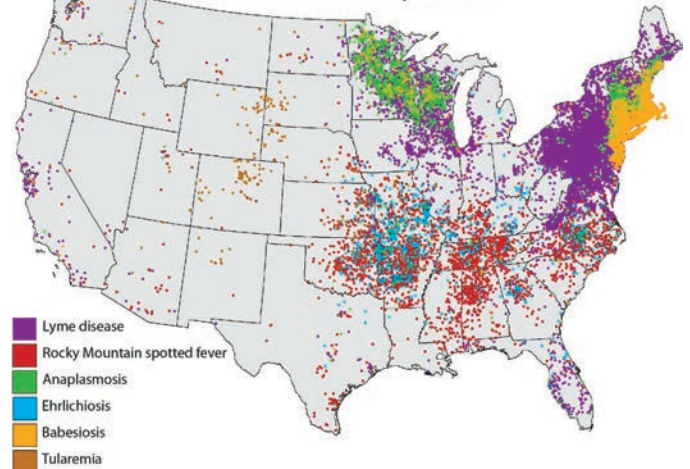 Lyme disease
Rocky Mountain spotted fever
Anaplasmosis
Ehrlichiosis
Babesiosis
Tularemia